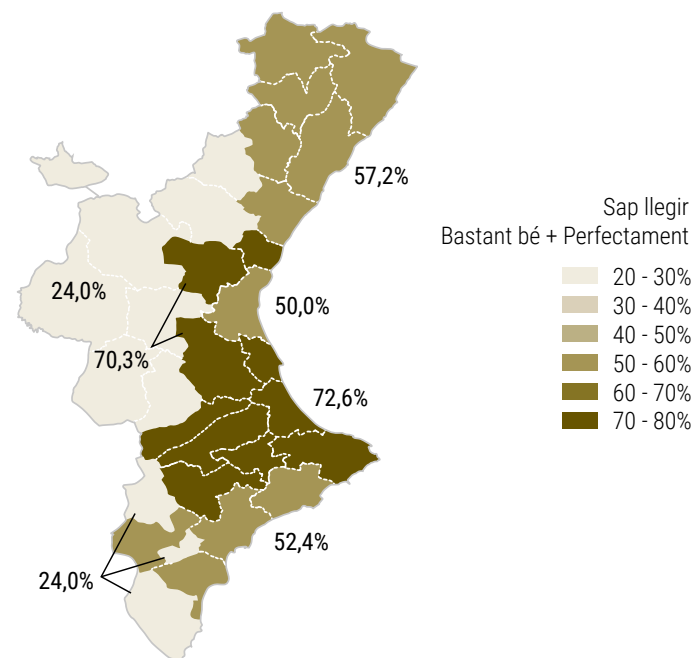 57,2%
Sap llegir
Bastant bé + Perfectament
20 - 30%
30 - 40%
40 - 50%
50 - 60%
60 - 70%
70 - 80%
24,0%
50,0%
70,3%
72,6%
52,4%
24,0%